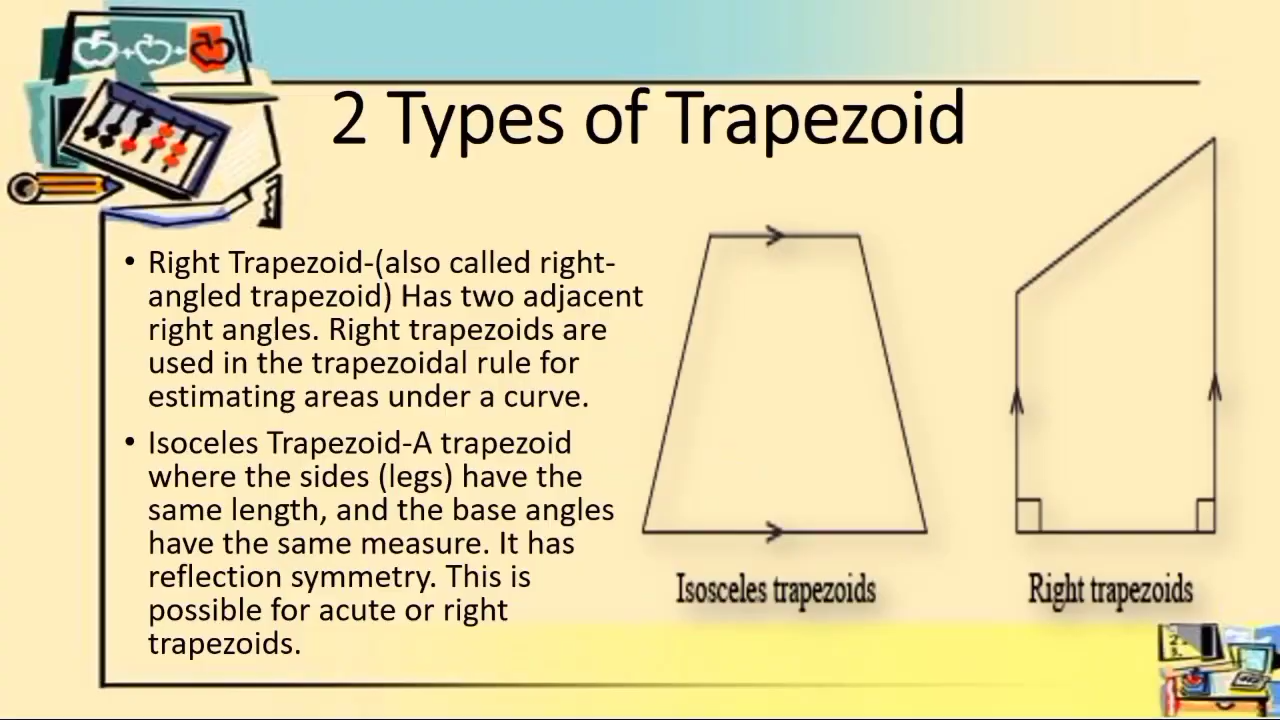 2 Types of Trapezoid
• Right Trapezoid-(also called right-
angled trapezoid) Has two adjacent
right angles. Right trapezoids are
used in the trapezoidal rule for
estimating areas under a curve.
• Isoceles Trapezoid-A trapezoid
where the sides (legs) have the
same length, and the base angles
have the same measure. It has
reflection symmetry. This is
possible for acute or right
trapezoids.
Isosceles trapezoids
Right trapezoids